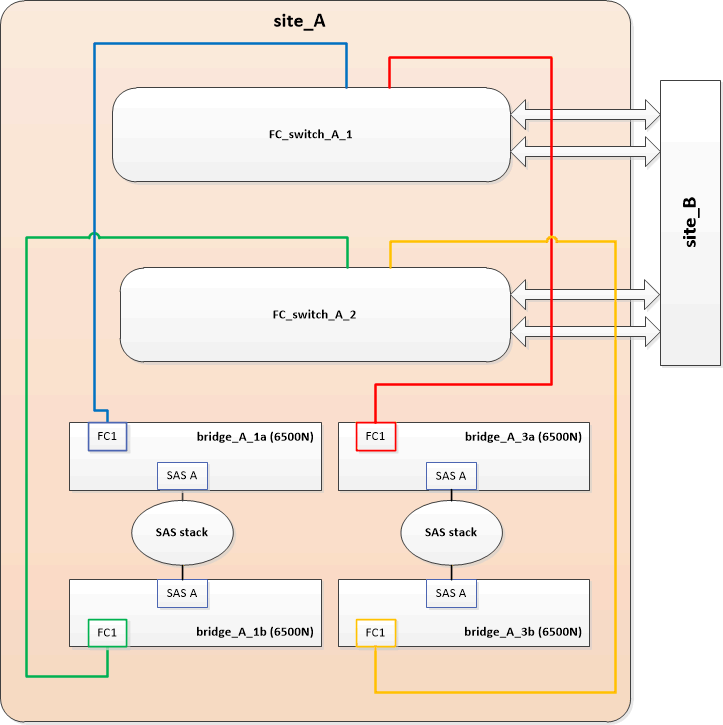 site_A
FC_switch_A_1
site_B
FC_switch_A_2
FC1
bridge_A_1a (6500N)
SAS A
FC1
bridge_A_3a (6500N)
SAS A
SAS stack
SAS stack
SAS A
FC1
bridge_A_1b (6500N)
SAS A
FC1
bridge_A_3b (6500N)